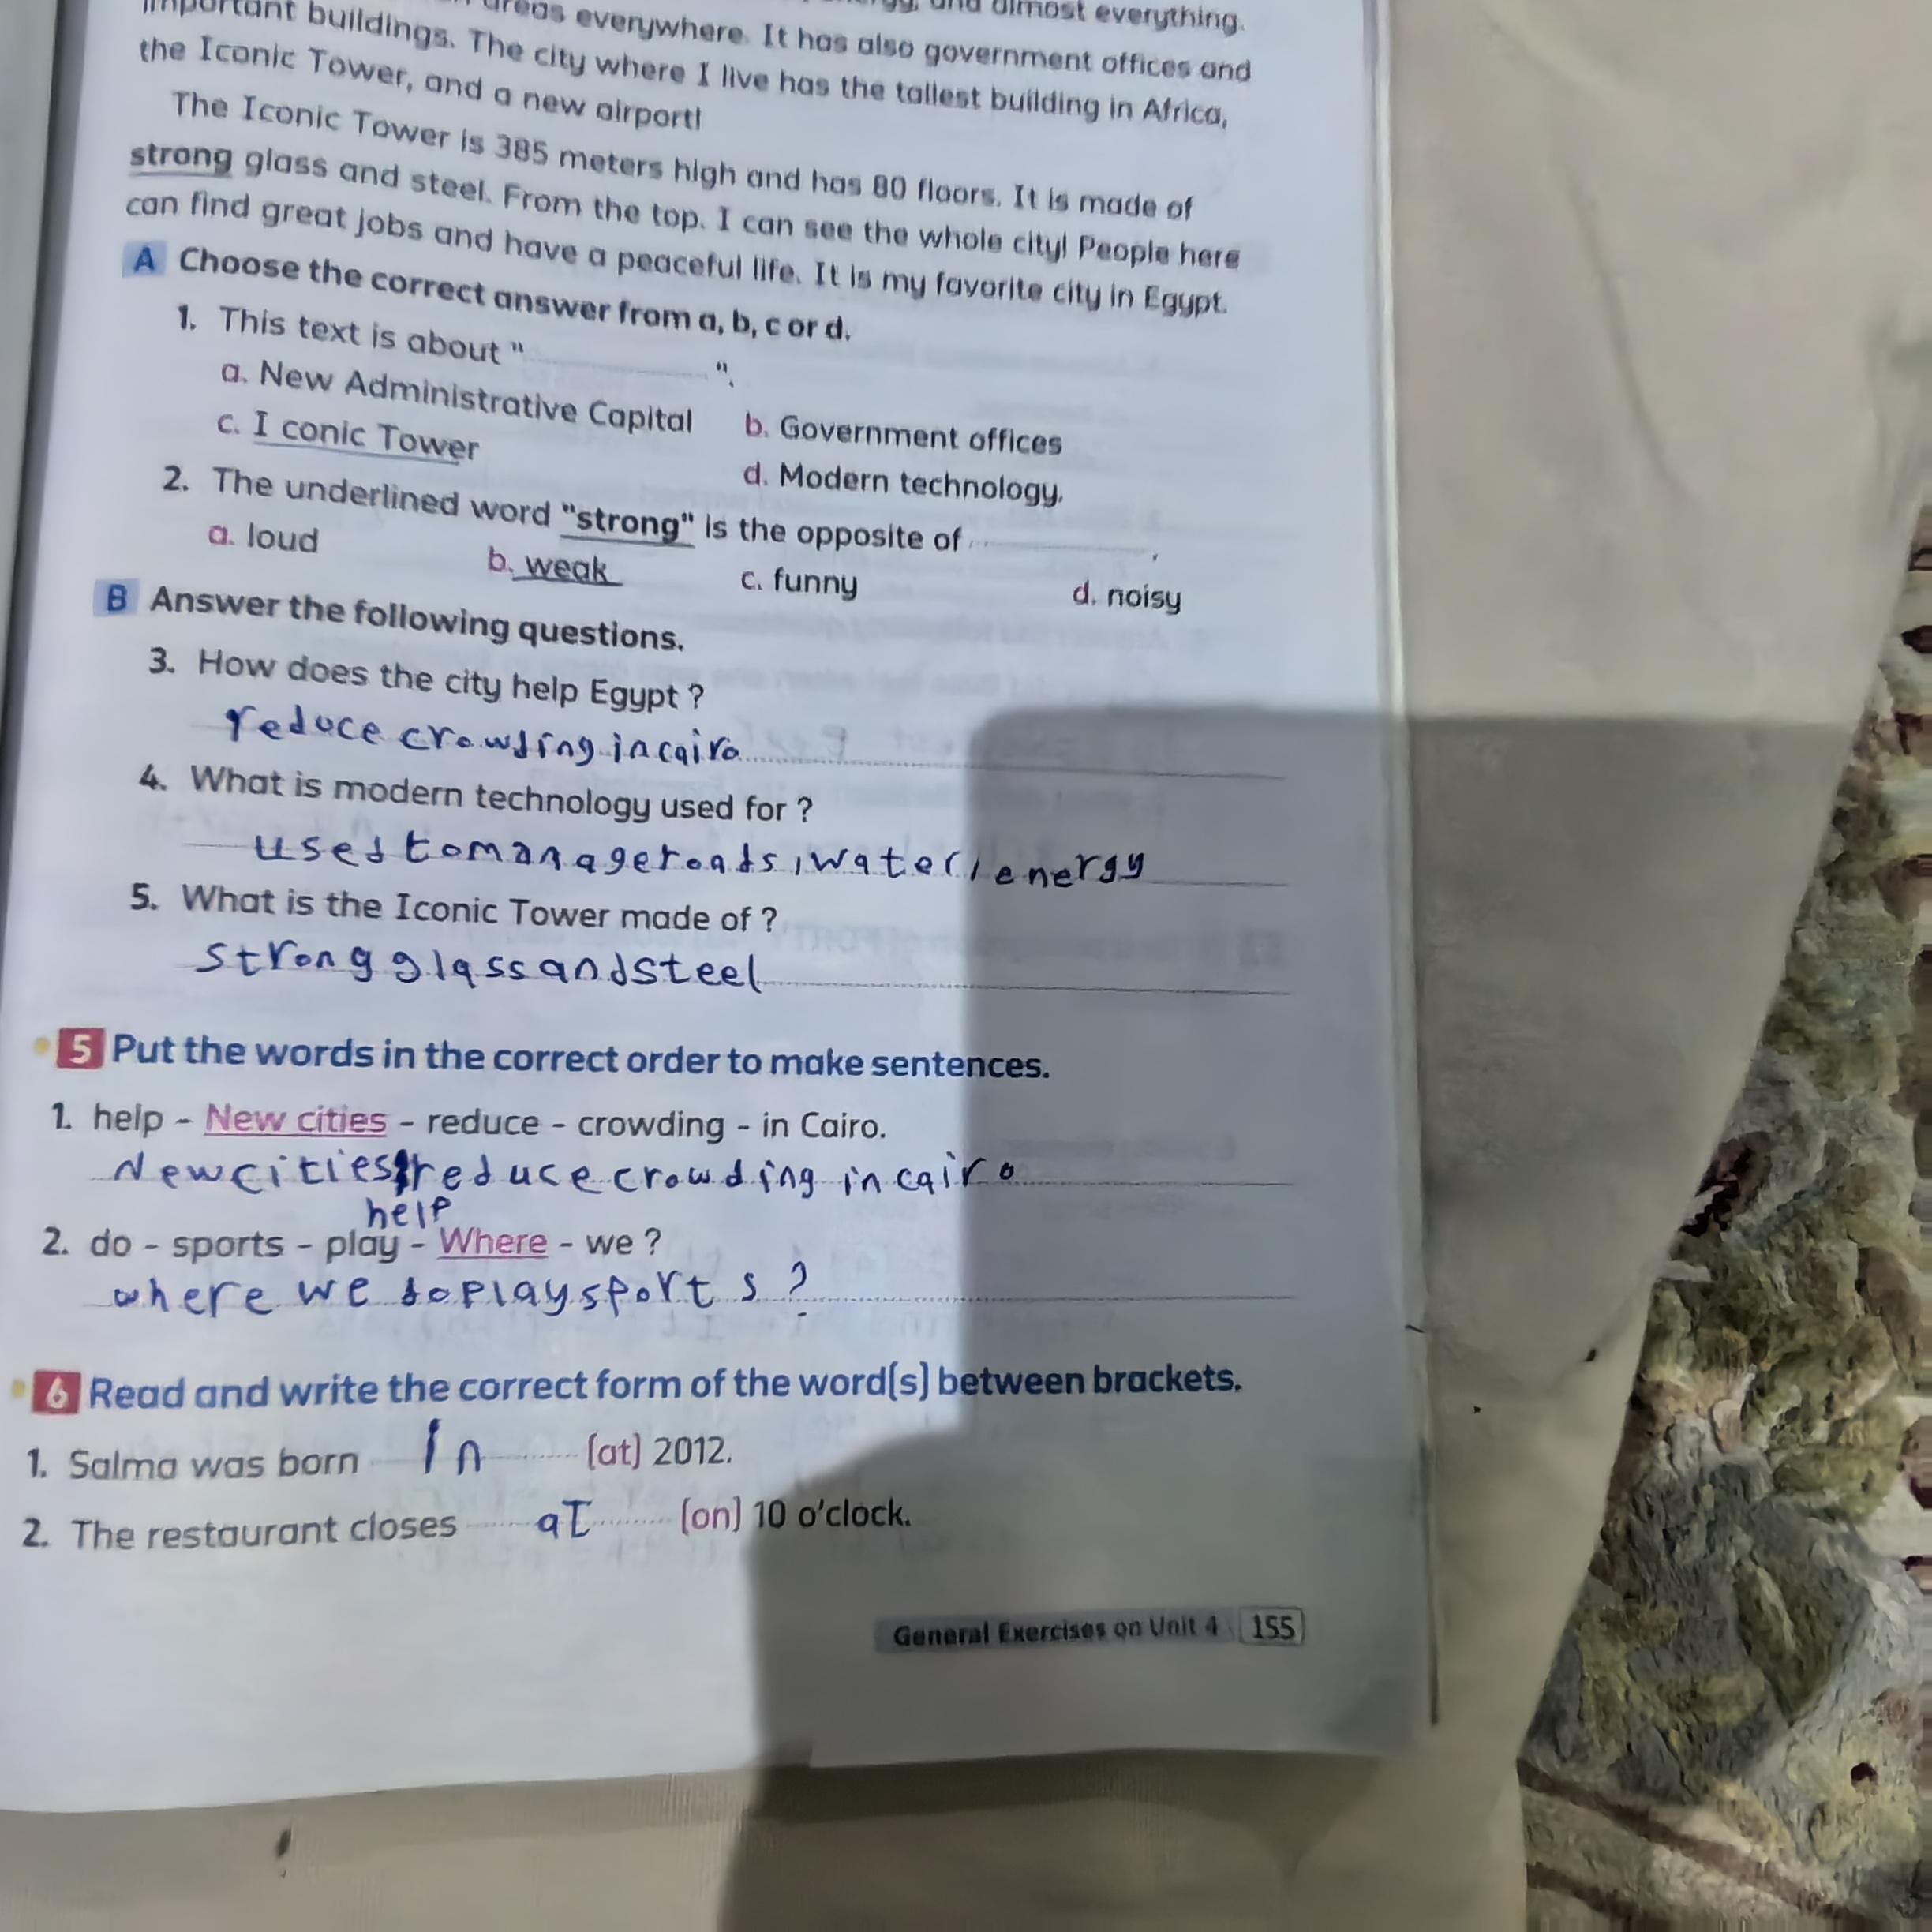 and almost everything.
areas everywhere. It has also government offices and
important buildings. The city where I live has the tallest building in Africa,
the Iconic Tower, and a new airport!
The Iconic Tower is 385 meters high and has 80 floors. It is made of
strong glass and steel. From the top. I can see the whole city! People here
can find great jobs and have a peaceful life. It is my favorite city in Egypt.
A Choose the correct answer from a, b, c or d.
1. This text is about " ".
a. New Administrative Capital b. Government offices
c. I conic Tower d. Modern technology.
2. The underlined word "strong" is the opposite of .
a. loud b. weak c. funny d. noisy
B Answer the following questions.
3. How does the city help Egypt ?
reduce crowding in cairo
4. What is modern technology used for ?
used to manage roads, water, energy
5. What is the Iconic Tower made of ?
strong glass and steel
5 Put the words in the correct order to make sentences.
1. help - New cities - reduce - crowding - in Cairo.
New cities reduce crowding in cairo
help
2. do - sports - play - Where - we ?
where we do play sports ?
6 Read and write the correct form of the word(s) between brackets.
1. Salma was born In (at) 2012.
2. The restaurant closes at (on) 10 o'clock.
General Exercises on Unit 4 155